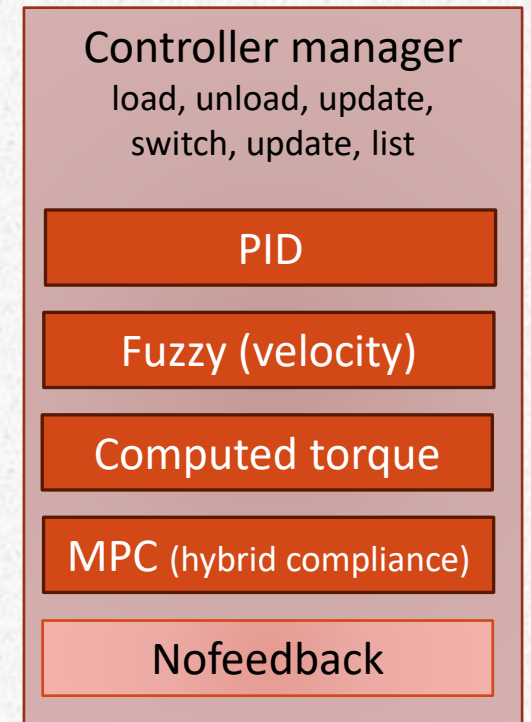 Controller manager
load, unload, update,
switch, update, list
PID
Fuzzy (velocity)
Computed torque
MPC (hybrid compliance)
Nofeedback